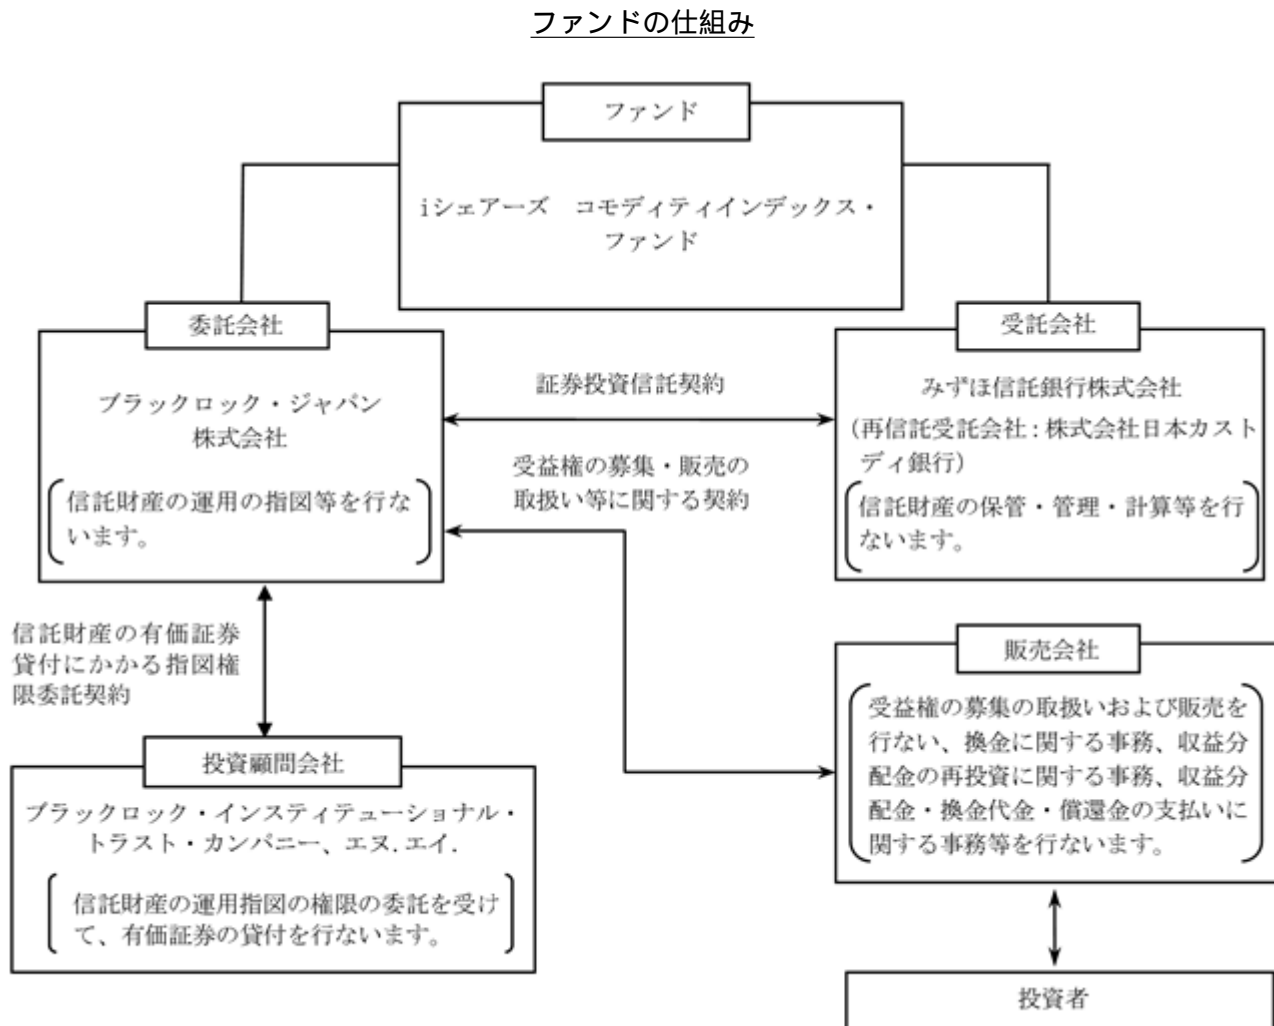 ファンドの仕組み
ファンド
iシェアーズ　コモディティインデックス・
ファンド
委託会社
ブラックロック・ジャパン
株式会社
信託財産の運用の指図等を行な
います。
証券投資信託契約
受益権の募集・販売の
取扱い等に関する契約
受託会社
みずほ信託銀行株式会社
(再信託受託会社:株式会社日本カスト
ディ銀行)
信託財産の保管・管理・計算等を行
ないます。
信託財産の有価証券
貸付にかかる指図権
限委託契約
投資顧問会社
ブラックロック・インスティテューショナル・
トラスト・カンパニー、エヌ.エイ.
信託財産の運用指図の権限の委託を受け
て、有価証券の貸付を行ないます。
販売会社
受益権の募集の取扱いおよび販売を
行ない、換金に関する事務、収益分
配金の再投資に関する事務、収益分
配金・換金代金・償還金の支払いに
関する事務等を行ないます。
投資者